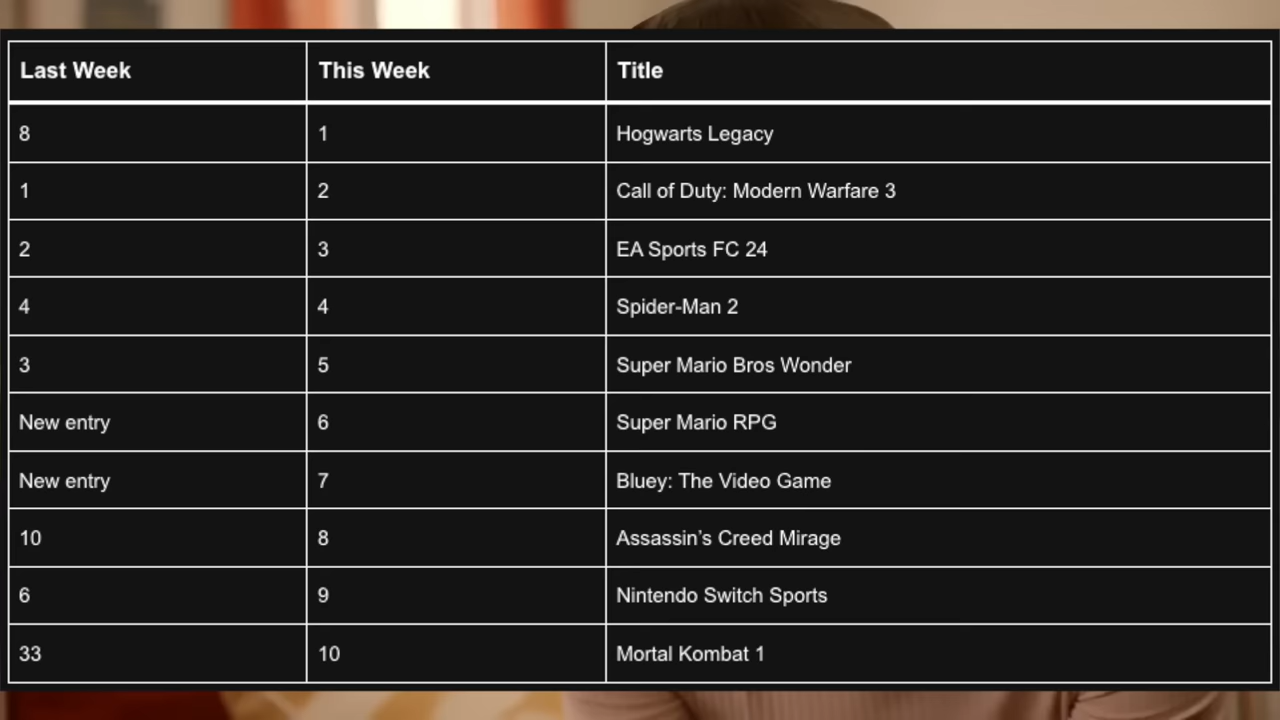 Last Week This Week Title
8 1 Hogwarts Legacy
1 2 Call of Duty: Modern Warfare 3
2 3 EA Sports FC 24
4 4 Spider-Man 2
3 5 Super Mario Bros Wonder
New entry 6 Super Mario RPG
New entry 7 Bluey: The Video Game
10 8 Assassin’s Creed Mirage
6 9 Nintendo Switch Sports
33 10 Mortal Kombat 1